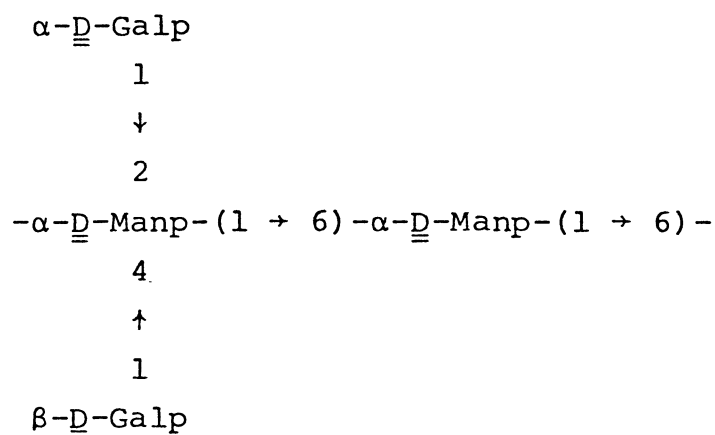 α-D-Galp
1
↓
2
-α-D-Manp-(1 → 6)-α-D-Manp-(1 → 6)-
4
↑
1
β-D-Galp